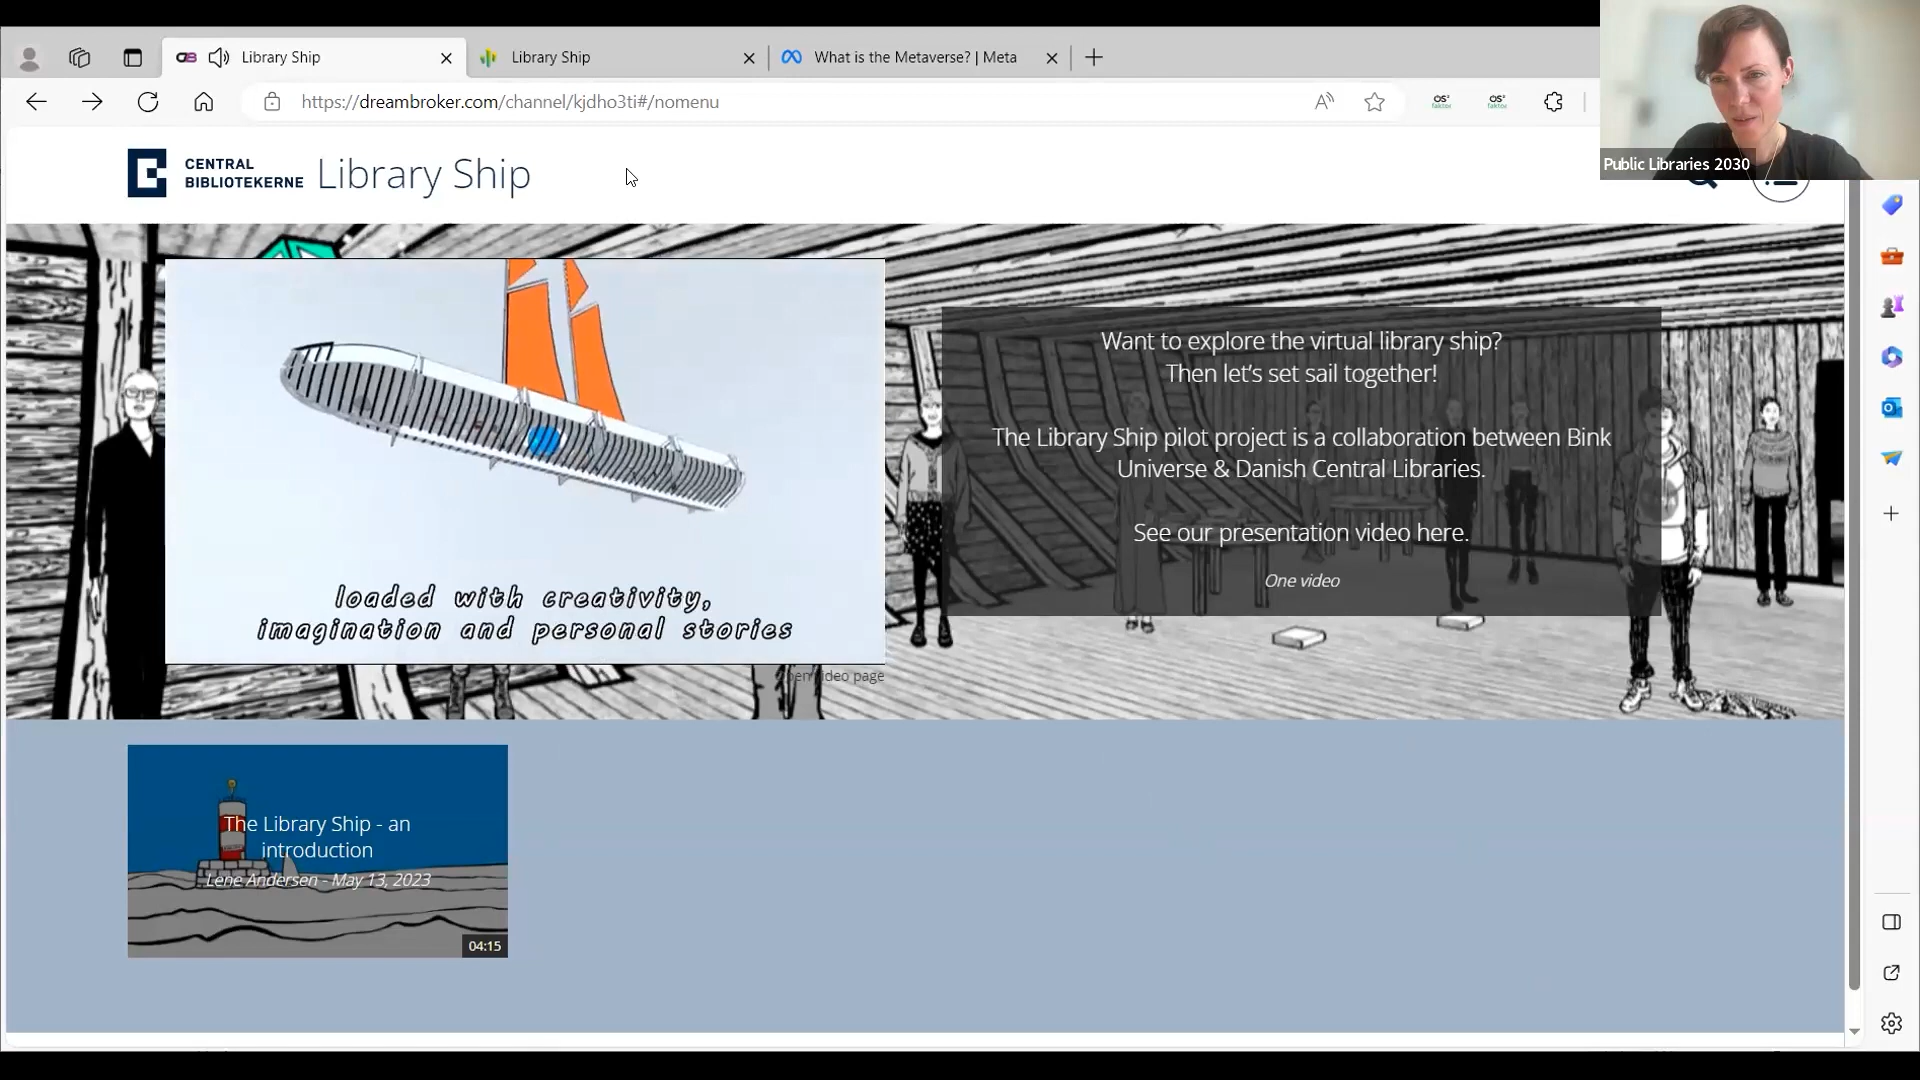 Library Ship
Library Ship
What is the Metaverse? | Meta
https://dreambroker.com/channel/kjdho3ti#/nomenu
Public Libraries 2030
CENTRAL
BIBLIOTEKERNE
Library Ship
loaded with creativity,
imagination and personal stories
Open video page
Want to explore the virtual library ship?
Then let's set sail together!
The Library Ship pilot project is a collaboration between Bink
Universe & Danish Central Libraries.
See our presentation video here.
One video
The Library Ship - an
introduction
Lene Andersen - May 13, 2023
04:15